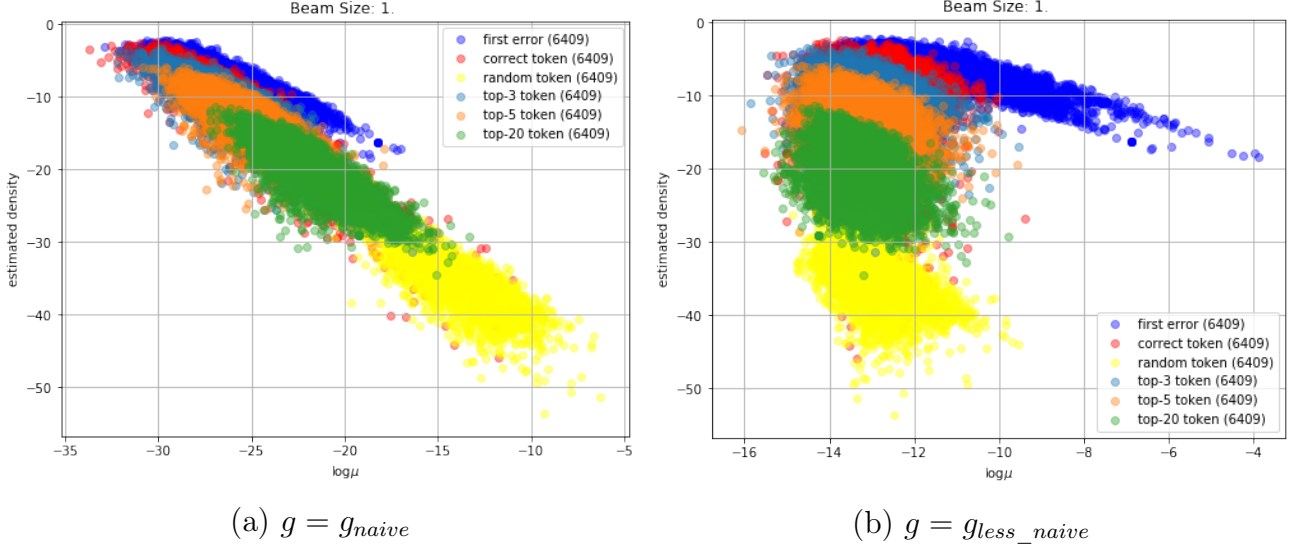 Beam Size: 1.
0
−10
−20
−30
−40
−50
estimated density
−35
−30
−25
−20
−15
−10
−5
logμ
first error (6409)
correct token (6409)
random token (6409)
top-3 token (6409)
top-5 token (6409)
top-20 token (6409)
(a) g = g_naive
Beam Size: 1.
0
−10
−20
−30
−40
−50
estimated density
−16
−14
−12
−10
−8
−6
−4
logμ
first error (6409)
correct token (6409)
random token (6409)
top-3 token (6409)
top-5 token (6409)
top-20 token (6409)
(b) g = g_less_naive